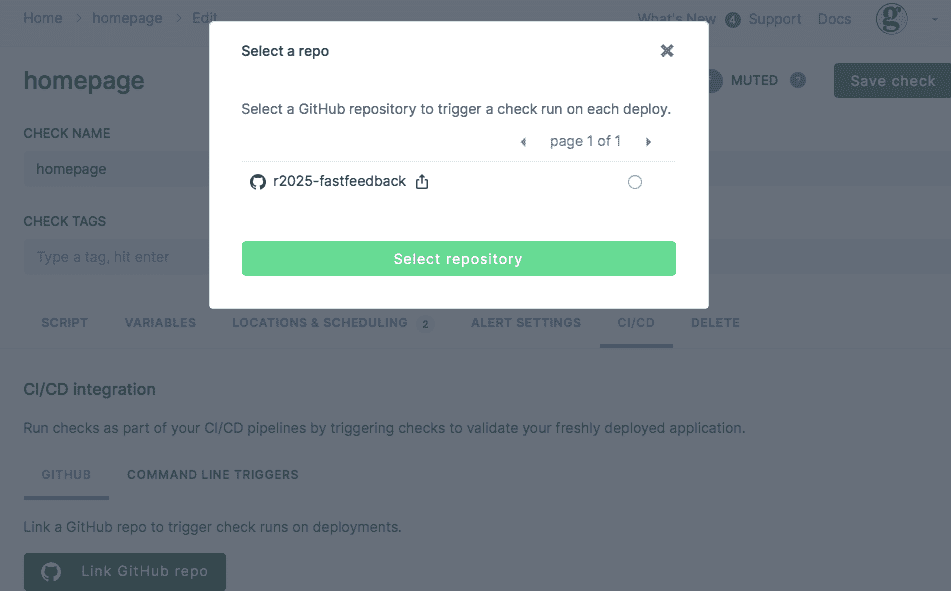 Home > homepage > Edit
What's New 4 Support Docs
g
Select a repo
homepage
MUTED ?
Save check
Select a GitHub repository to trigger a check run on each deploy.
CHECK NAME
page 1 of 1
homepage
r2025-fastfeedback
CHECK TAGS
Type a tag, hit enter
Select repository
SCRIPT VARIABLES LOCATIONS & SCHEDULING 2 ALERT SETTINGS CI/CD DELETE
CI/CD integration
Run checks as part of your CI/CD pipelines by triggering checks to validate your freshly deployed application.
GITHUB COMMAND LINE TRIGGERS
Link a GitHub repo to trigger check runs on deployments.
Link GitHub repo